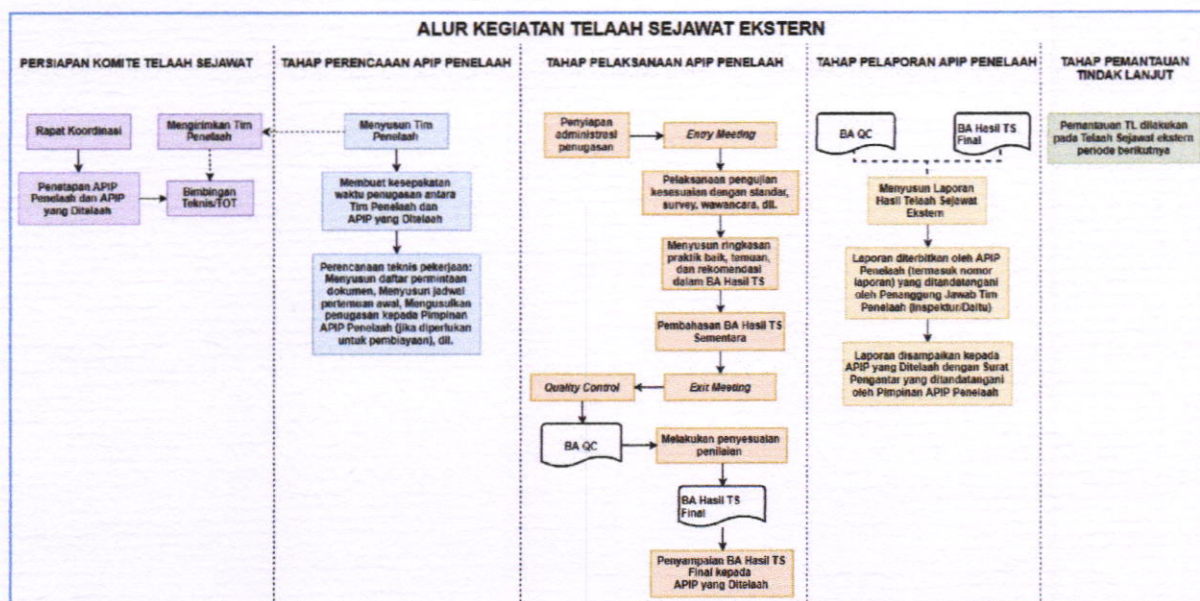 ALUR KEGIATAN TELAAH SEJAWAT EKSTERN
PERSIAPAN KOMITE TELAAH SEJAWAT
Rapat Koordinasi
Mengirimkan Tim
Penelaah
Penetapan APIP
Penelaah dan APIP
yang Ditelaah
Bimbingan
Teknis/TOT
TAHAP PERENCAAAN APIP PENELAAH
Menyusun Tim
Penelaah
Membuat kesepakatan
waktu penugasan antara
Tim Penelaah dan
APIP yang Ditelaah
Perencanaan teknis pekerjaan:
Menyusun daftar permintaan
dokumen, Menyusun jadwal
pertemuan awal, Mengusulkan
penugasan kepada Pimpinan
APIP Penelaah (jika diperlukan
untuk pembiayaan), dll.
TAHAP PELAKSANAAN APIP PENELAAH
Penyiapan
administrasi
penugasan
Entry Meeting
Pelaksanaan pengujian
kesesuaian dengan standar,
survey, wawancara, dll.
Menyusun ringkasan
praktik baik, temuan,
dan rekomendasi
dalam BA Hasil TS
Pembahasan BA Hasil TS
Sementara
Quality Control
Exit Meeting
BA QC
Melakukan penyesuaian
penilaian
BA Hasil TS
Final
Penyampaian BA Hasil TS
Final kepada
APIP yang Ditelaah
TAHAP PELAPORAN APIP PENELAAH
BA QC
BA Hasil TS
Final
Menyusun Laporan
Hasil Telaah Sejawat
Ekstern
Laporan diterbitkan oleh APIP
Penelaah (termasuk nomor
laporan) yang ditandatangani
oleh Penanggung Jawab Tim
Penelaah (Inspektur/Daltu)
Laporan disampaikan kepada
APIP yang Ditelaah dengan Surat
Pengantar yang ditandatangani
oleh Pimpinan APIP Penelaah
TAHAP PEMANTAUAN
TINDAK LANJUT
Pemantauan TL dilakukan
pada Telaah Sejawat ekstern
periode berikutnya